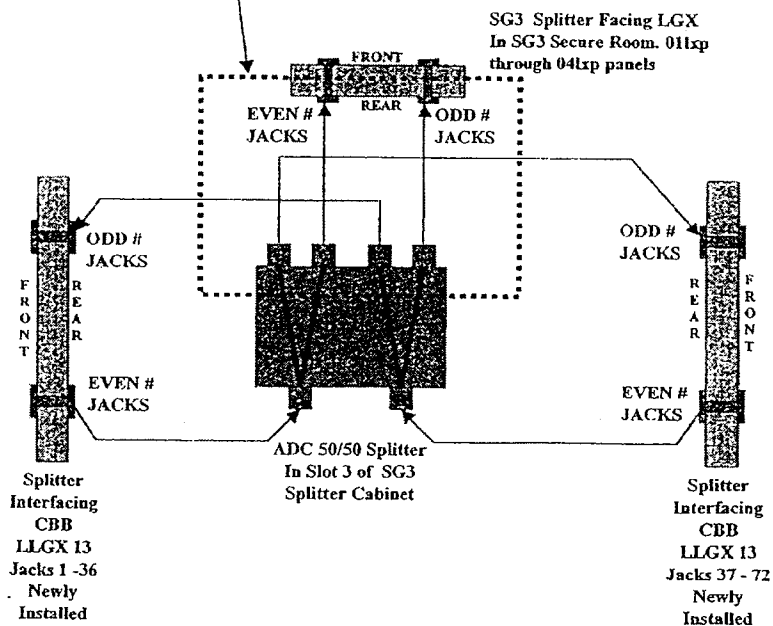 SG3 Splitter Facing LGX
In SG3 Secure Room. 01lxp
through 04lxp panels
FRONT
REAR
EVEN #
JACKS
ODD #
JACKS
ODD #
JACKS
FRONT
REAR
EVEN #
JACKS
ODD #
JACKS
REAR
FRONT
EVEN #
JACKS
ADC 50/50 Splitter
In Slot 3 of SG3
Splitter Cabinet
Splitter
Interfacing
CBB
LLGX 13
Jacks 1 -36
Newly
Installed
Splitter
Interfacing
CBB
LLGX 13
Jacks 37 - 72
Newly
Installed